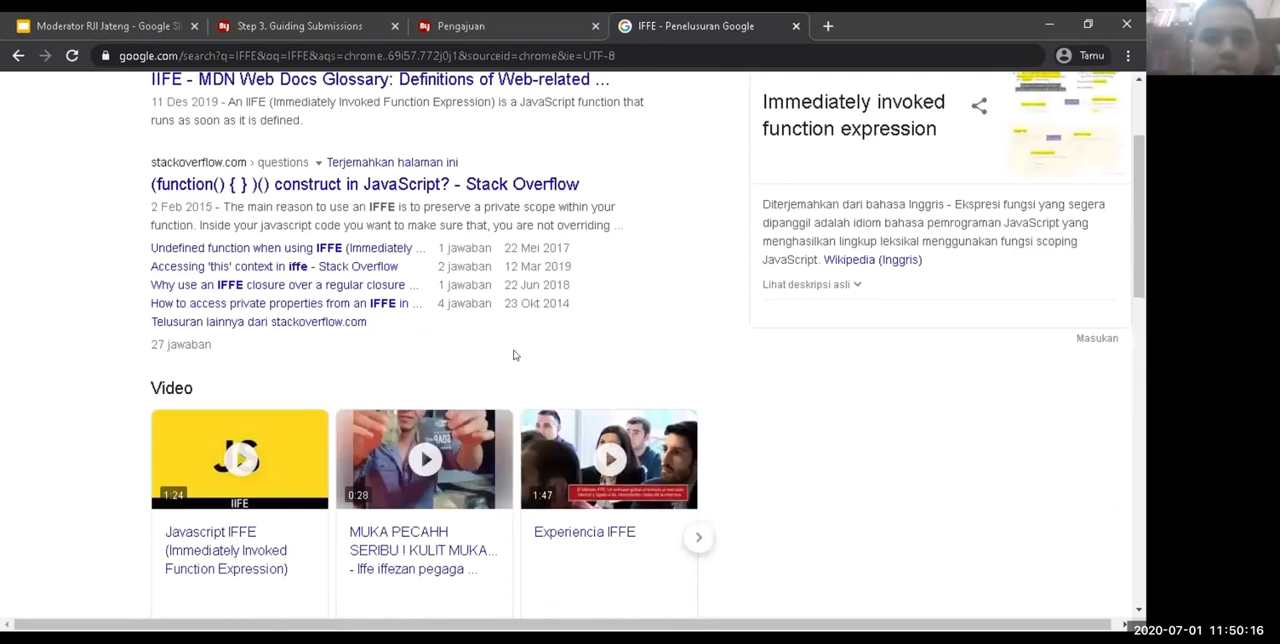 Moderator RJI Jateng - Google Sl
Step 3. Guiding Submissions
Pengajuan
IFFE - Penelusuran Google
google.com/search?q=IFFE&oq=IFFE&aqs=chrome..69i57.772j0j1&sourceid=chrome&ie=UTF-8
Tamu
IIFE - MDN Web Docs Glossary: Definitions of Web-related ...
11 Des 2019 - An IIFE (Immediately Invoked Function Expression) is a JavaScript function that
runs as soon as it is defined.
stackoverflow.com › questions Terjemahkan halaman ini
(function() { } )() construct in JavaScript? - Stack Overflow
2 Feb 2015 - The main reason to use an IFFE is to preserve a private scope within your
function. Inside your javascript code you want to make sure that, you are not overriding ...
Undefined function when using IFFE (Immediately ... 1 jawaban 22 Mei 2017
Accessing 'this' context in iffe - Stack Overflow 2 jawaban 12 Mar 2019
Why use an IFFE closure over a regular closure ... 1 jawaban 22 Jun 2018
How to access private properties from an IFFE in ... 4 jawaban 23 Okt 2014
Telusuran lainnya dari stackoverflow.com
27 jawaban
Video
JS
1:24
IIFE
0:28
SOAP
1:47
Javascript IFFE
(Immediately Invoked
Function Expression)
MUKA PECAHH
SERIBU ! KULIT MUKA...
- Iffe iffezan pegaga ...
Experiencia IFFE
Immediately invoked
function expression
Diterjemahkan dari bahasa Inggris - Ekspresi fungsi yang segera
dipanggil adalah idiom bahasa pemrograman JavaScript yang
menghasilkan lingkup leksikal menggunakan fungsi scoping
JavaScript. Wikipedia (Inggris)
Lihat deskripsi asli
Masukan
2020-07-01 11:50:16